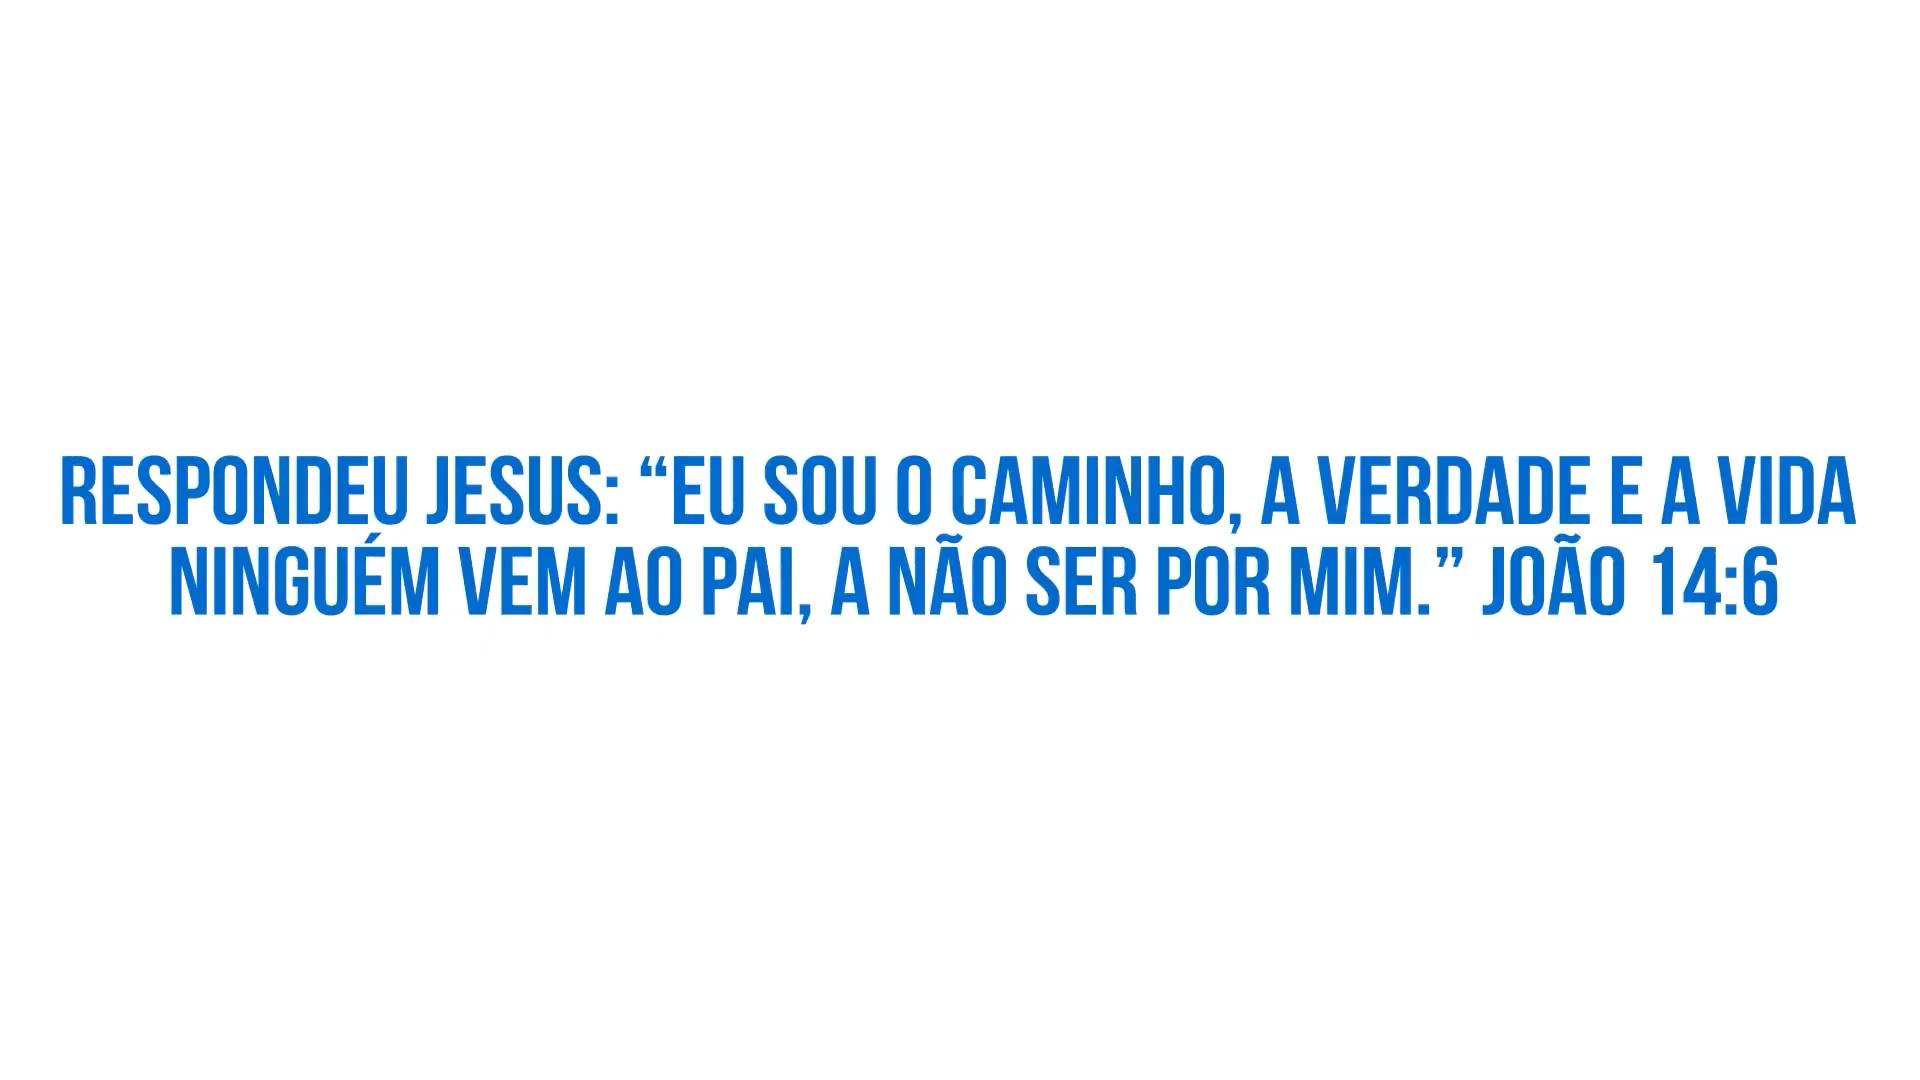 RESPONDEU JESUS: “EU SOU O CAMINHO, A VERDADE E A VIDA
NINGUÉM VEM AO PAI, A NÃO SER POR MIM.” JOÃO 14:6